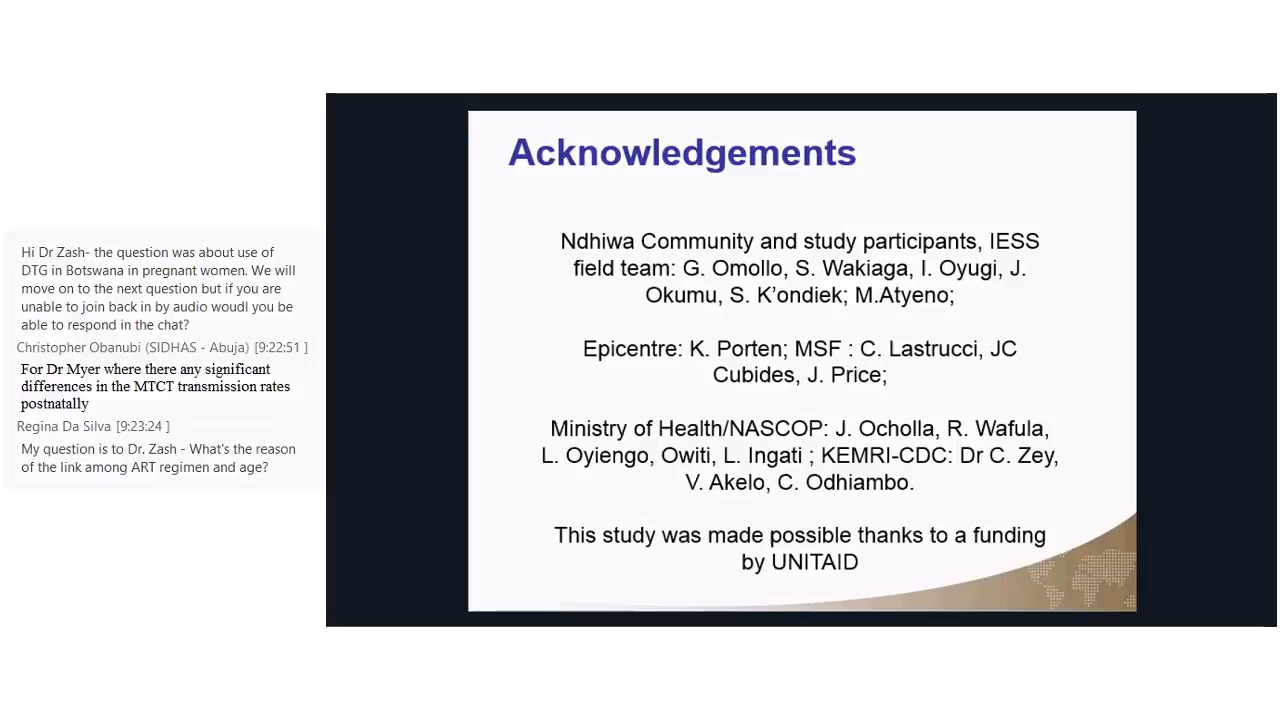 Hi Dr Zash- the question was about use of
DTG in Botswana in pregnant women. We will
move on to the next question but if you are
unable to join back in by audio woudl you be
able to respond in the chat?
Christopher Obanubi (SIDHAS - Abuja) [9:22:51 ]
For Dr Myer where there any significant
differences in the MTCT transmission rates
postnatally
Regina Da Silva [9:23:24 ]
My question is to Dr. Zash - What's the reason
of the link among ART regimen and age?
Acknowledgements
Ndhiwa Community and study participants, IESS
field team: G. Omollo, S. Wakiaga, I. Oyugi, J.
Okumu, S. K’ondiek; M.Atyeno;
Epicentre: K. Porten; MSF : C. Lastrucci, JC
Cubides, J. Price;
Ministry of Health/NASCOP: J. Ocholla, R. Wafula,
L. Oyiengo, Owiti, L. Ingati ; KEMRI-CDC: Dr C. Zey,
V. Akelo, C. Odhiambo.
This study was made possible thanks to a funding
by UNITAID